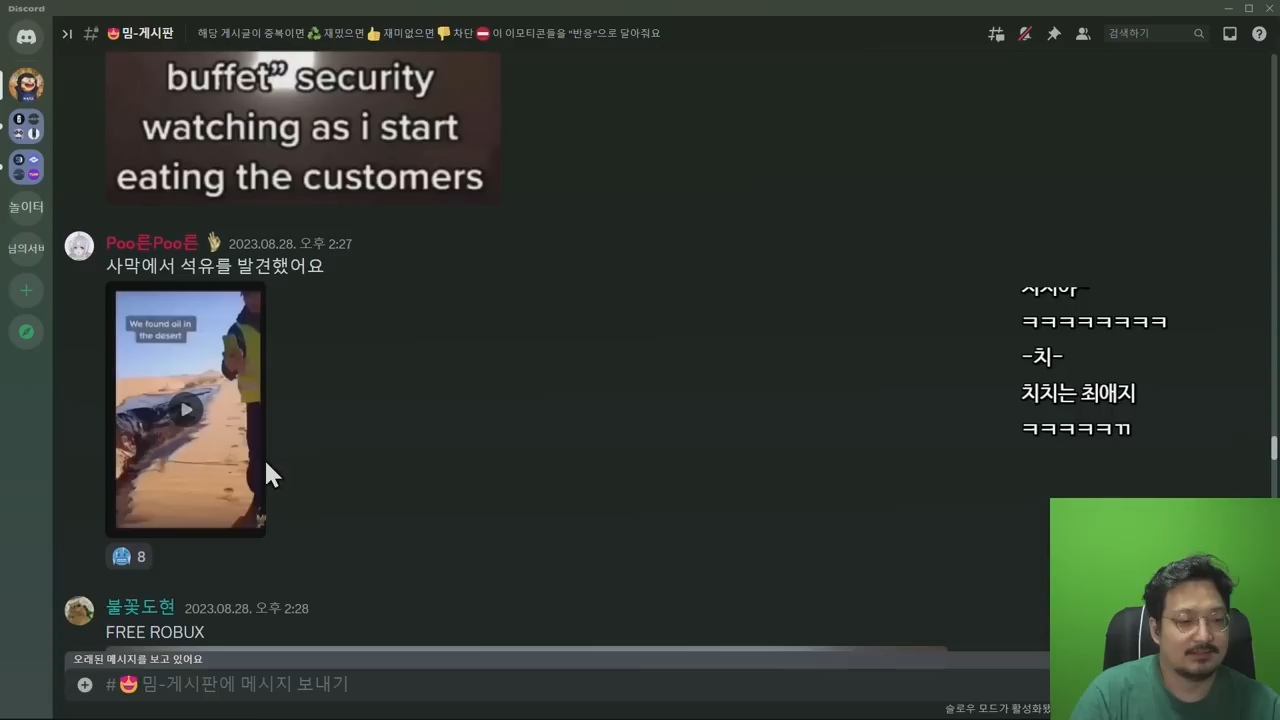 Discord
밈-게시판
해당 게시글이 중복이면 ♻️ 재밌으면 👍 재미없으면 👎 차단 ⛔ 이 이모티콘들을 "반응"으로 달아줘요
검색하기
buffet” security
watching as i start
eating the customers
놀이터
Poo른Poo른 2023.08.28. 오후 2:27
사막에서 석유를 발견했어요
We found oil in
the desert
8
ㅋㅋㅋㅋㅋㅋㅋㅋ
-치-
치치는 최애지
ㅋㅋㅋㅋㅋㄲ
님의서버
불꽃도현 2023.08.28. 오후 2:28
FREE ROBUX
오래된 메시지를 보고 있어요
#😍밈-게시판에 메시지 보내기
슬로우 모드가